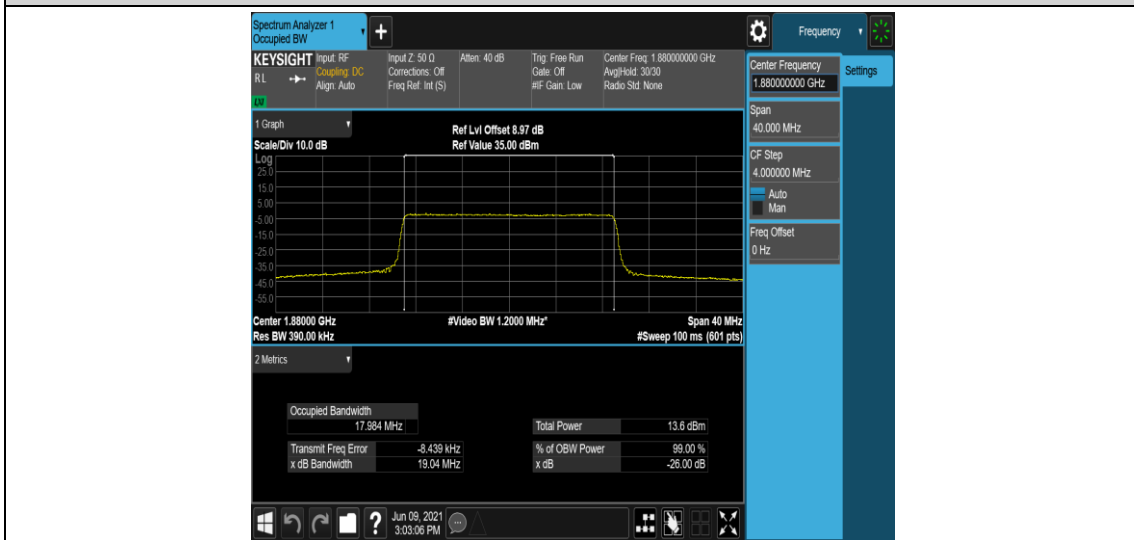 Spectrum Analyzer 1
Occupied BW
+
Frequency
KEYSIGHT
RL
LXI
Input: RF
Coupling: DC
Align: Auto
Input Z: 50 Ω
Corrections: Off
Freq Ref: Int (S)
Atten: 40 dB
Trig: Free Run
Gate: Off
#IF Gain: Low
Center Freq: 1.880000000 GHz
Avg|Hold: 30/30
Radio Std: None
Center Frequency
1.880000000 GHz
Settings
Span
40.000 MHz
CF Step
4.000000 MHz
Auto
Man
Freq Offset
0 Hz
1 Graph
Ref Lvl Offset 8.97 dB
Scale/Div 10.0 dB
Ref Value 35.00 dBm
Log
25.0
15.0
5.00
-5.00
-15.0
-25.0
-35.0
-45.0
-55.0
Center 1.88000 GHz
#Video BW 1.2000 MHz*
Span 40 MHz
Res BW 390.00 kHz
#Sweep 100 ms (601 pts)
2 Metrics
Occupied Bandwidth
17.984 MHz
Total Power 13.6 dBm
Transmit Freq Error -8.439 kHz
% of OBW Power 99.00 %
x dB Bandwidth 19.04 MHz
x dB -26.00 dB
?
Jun 09, 2021
3:03:06 PM